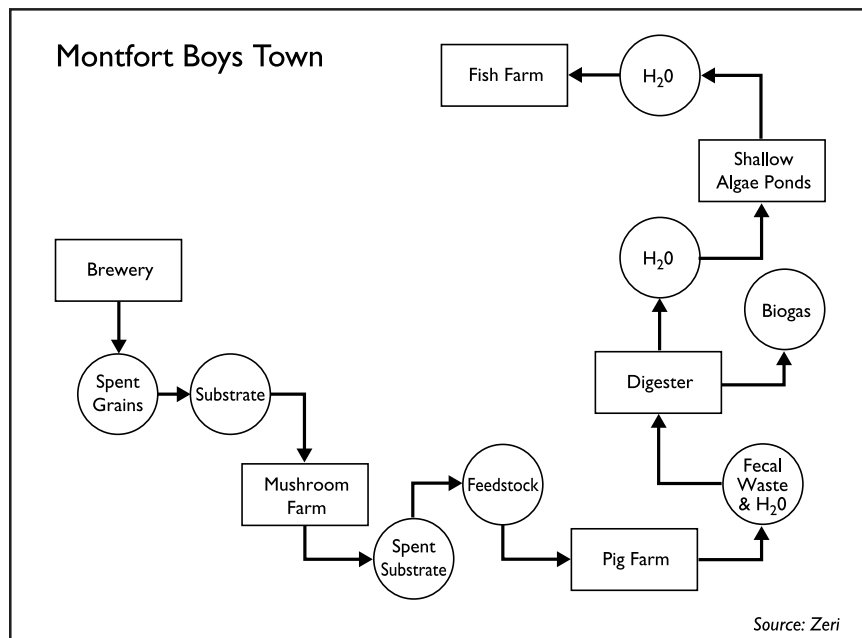 Montfort Boys Town
Fish Farm
H₂0
Shallow
Algae Ponds
H₂0
Biogas
Brewery
Digester
Spent
Grains
Substrate
Mushroom
Farm
Feedstock
Fecal
Waste
& H₂0
Spent
Substrate
Pig Farm
Source: Zeri